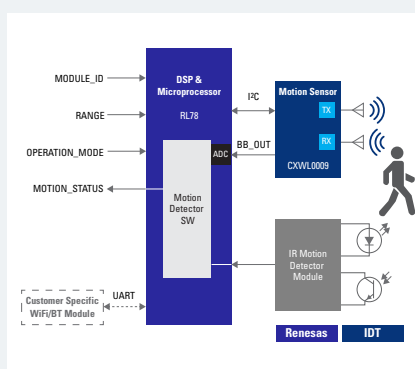 MODULE_ID
RANGE
OPERATION_MODE
MOTION_STATUS
Customer Specific
WiFi/BT Module
UART
DSP &
Microprocessor
RL78
ADC
Motion
Detector
SW
I²C
BB_OUT
Motion Sensor
TX
RX
CXWL0009
IR Motion
Detector
Module
Renesas
IDT